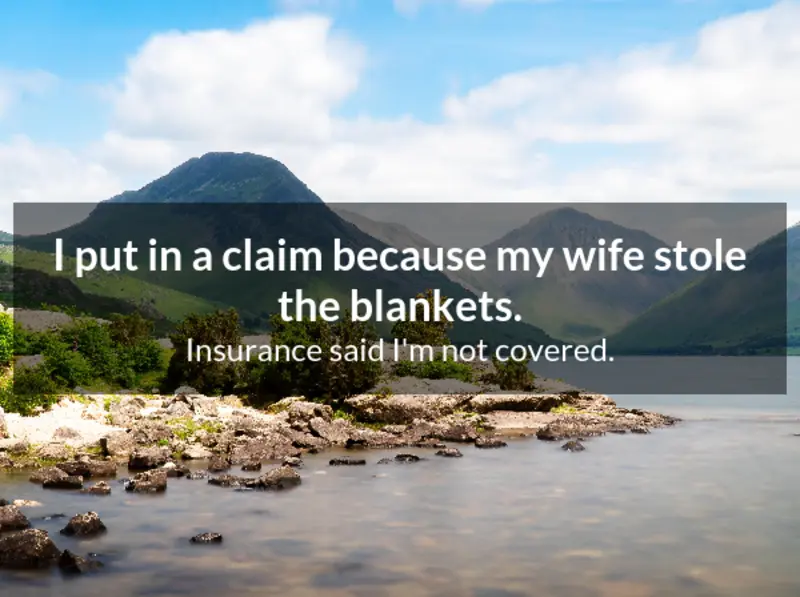 I put in a claim because my wife stole
the blankets.
Insurance said I'm not covered.